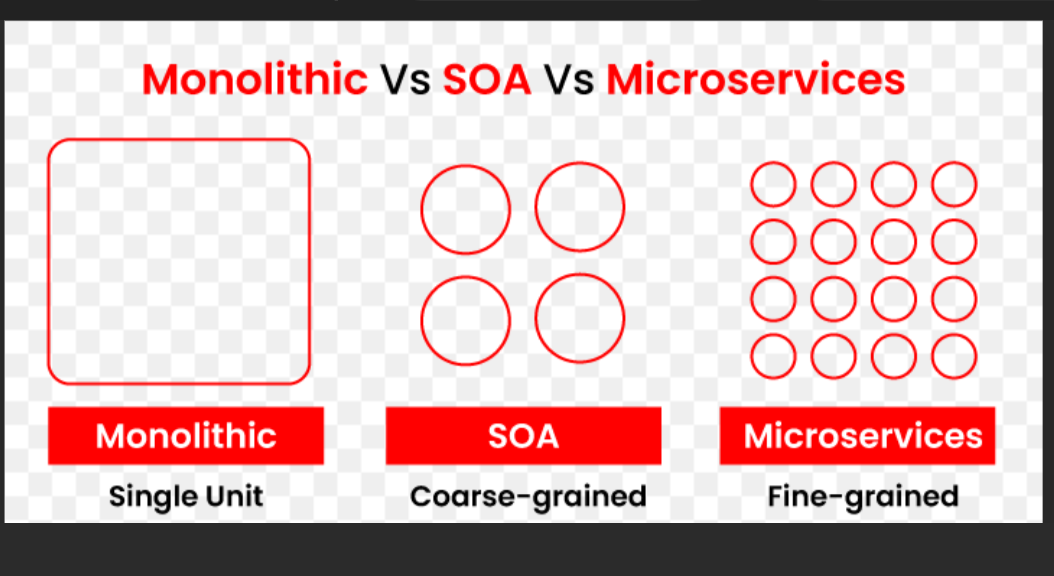 Monolithic Vs SOA Vs Microservices
Monolithic
SOA
Microservices
Single Unit
Coarse-grained
Fine-grained